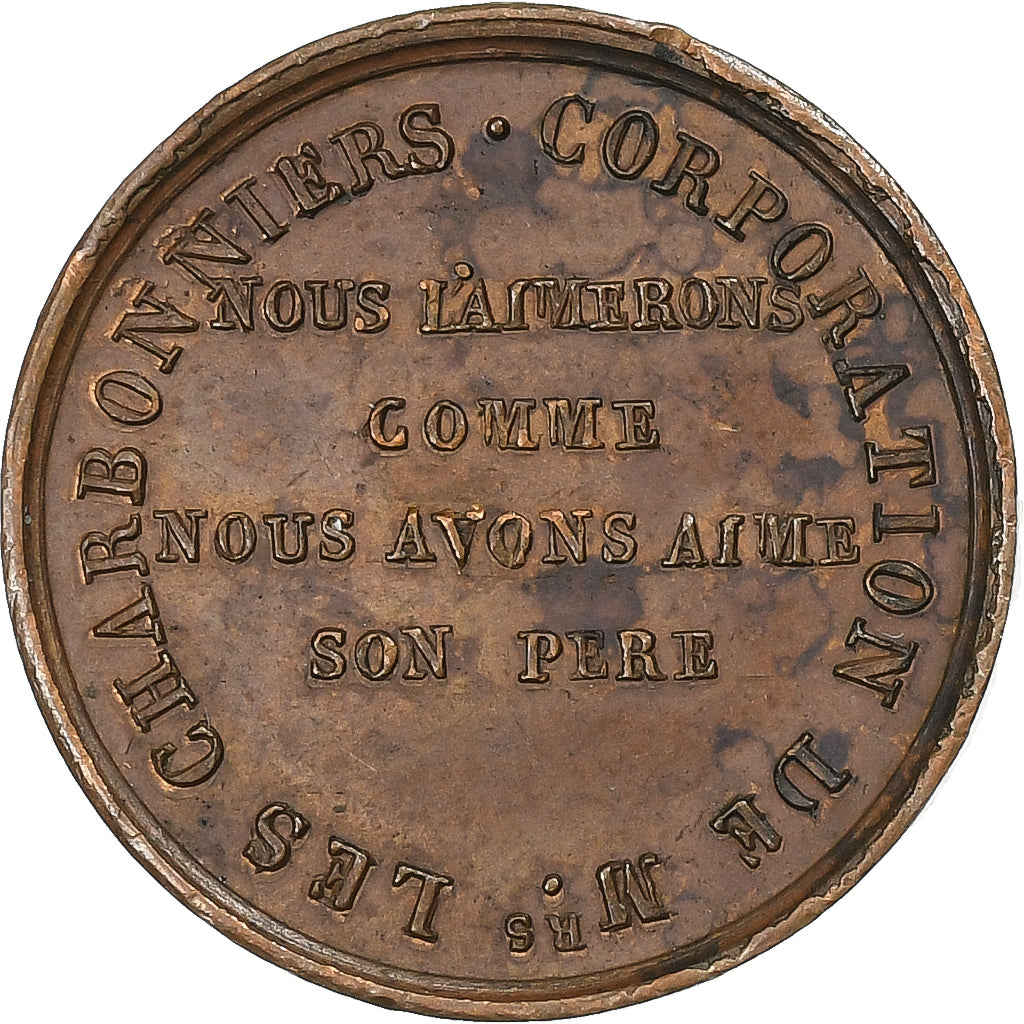 CORPORATION DE Mrs. LES CHARBONNIERS ·
NOUS L'AIMERONS
COMME
NOUS AVONS AIME
SON PERE